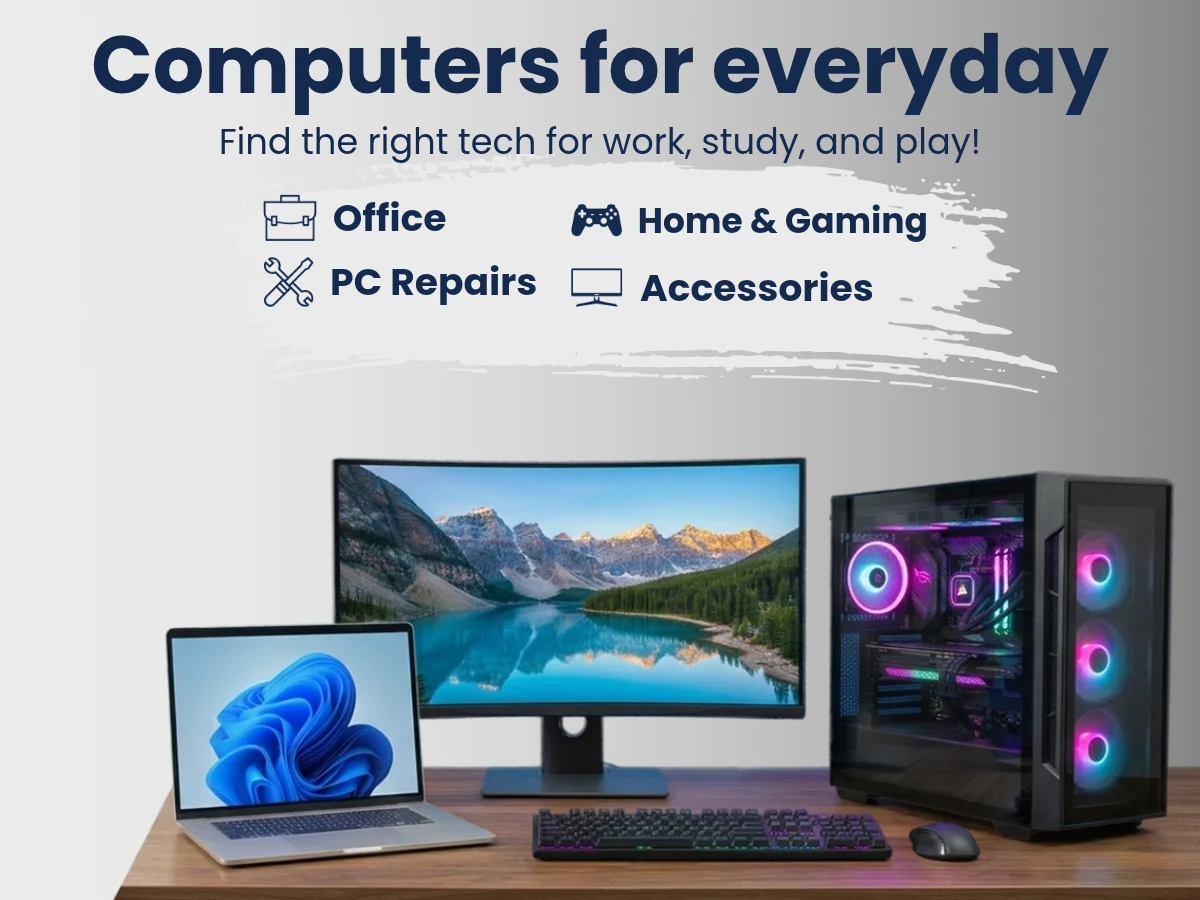 Computers for everyday
Find the right tech for work, study, and play!
Office
Home & Gaming
PC Repairs
Accessories